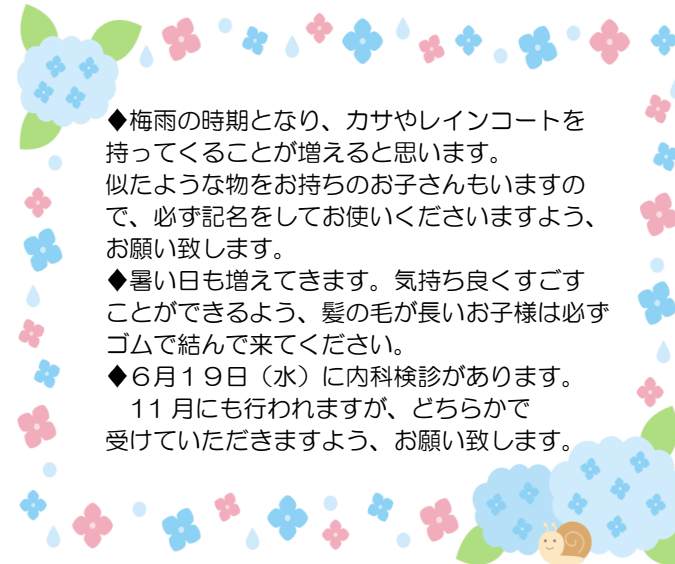 ◆梅雨の時期となり、カサやレインコートを
持ってくることが増えると思います。
似たような物をお持ちのお子さんもいますの
で、必ず記名をしてお使いくださいますよう、
お願い致します。
◆暑い日も増えてきます。気持ち良くすごす
ことができるよう、髪の毛が長いお子様は必ず
ゴムで結んで来てください。
◆６月１９日（水）に内科検診があります。
　11 月にも行われますが、どちらかで
受けていただきますよう、お願い致します。